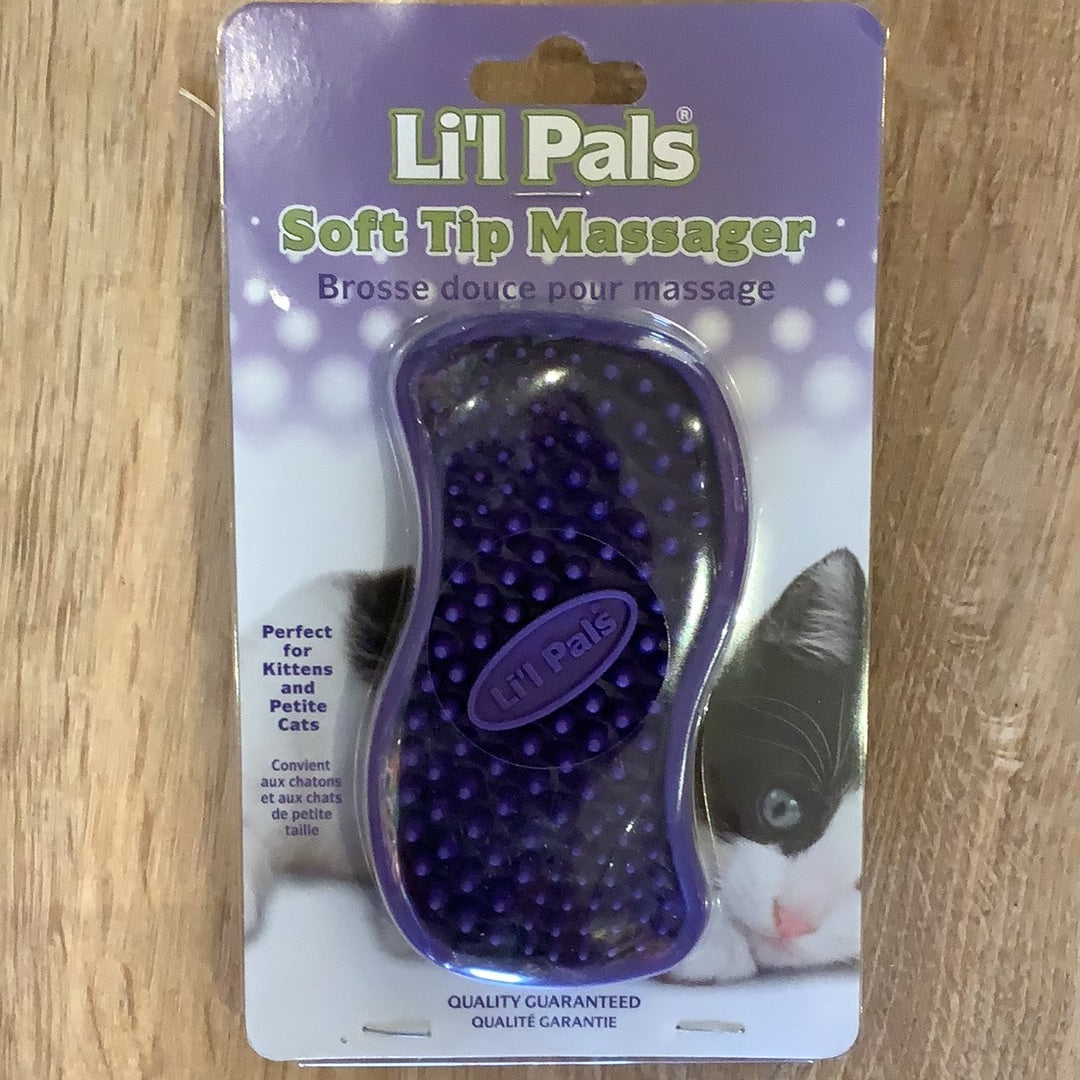 Li'l Pals®
Soft Tip Massager
Brosse douce pour massage
Li'l Pals
Perfect
for
Kittens
and
Petite
Cats
Convient
aux chatons
et aux chats
de petite
taille
QUALITY GUARANTEED
QUALITÉ GARANTIE